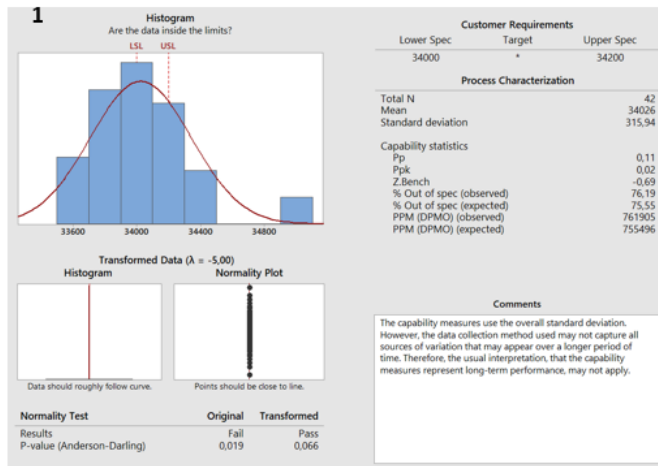 1
Histogram
Are the data inside the limits?
LSL USL
33600 34000 34400 34800
Transformed Data (λ = -5,00)
Histogram Normality Plot
Data should roughly follow curve. Points should be close to line.
Normality Test Original Transformed
Results Fail Pass
P-value (Anderson-Darling) 0,019 0,066
Customer Requirements
Lower Spec Target Upper Spec
34000 * 34200
Process Characterization
Total N 42
Mean 34026
Standard deviation 315,94
Capability statistics
Pp 0,11
Ppk 0,02
Z.Bench -0,69
% Out of spec (observed) 76,19
% Out of spec (expected) 75,55
PPM (DPMO) (observed) 761905
PPM (DPMO) (expected) 755496
Comments
The capability measures use the overall standard deviation.
However, the data collection method used may not capture all
sources of variation that may appear over a longer period of
time. Therefore, the usual interpretation, that the capability
measures represent long-term performance, may not apply.